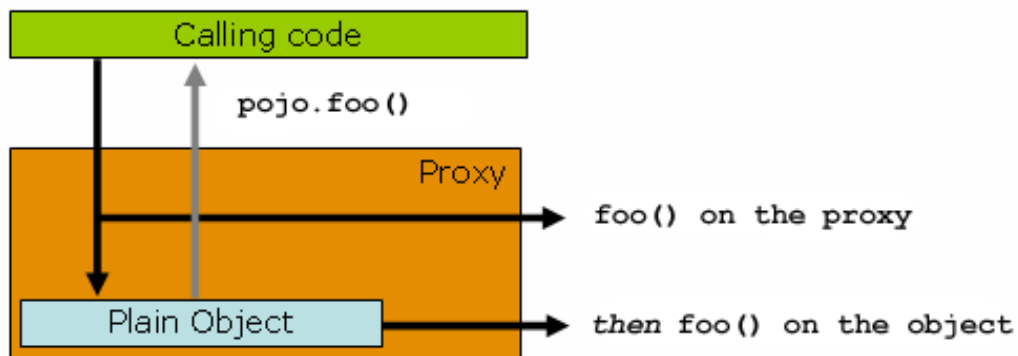 Calling code
pojo.foo()
Proxy
foo() on the proxy
Plain Object
then foo() on the object